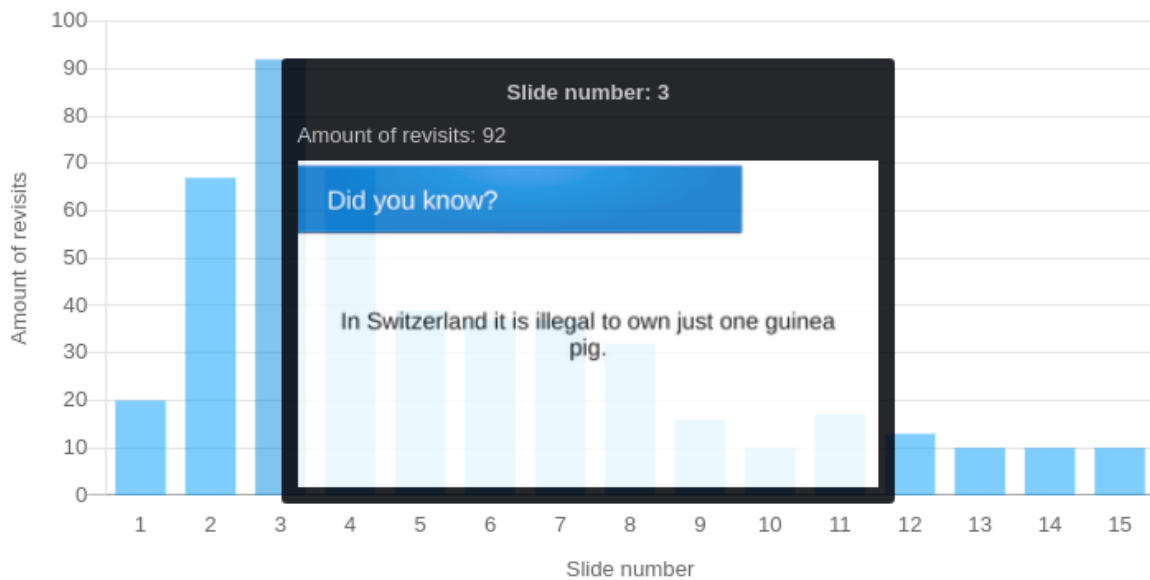 100
90
80
70
60
50
40
30
20
10
0
Amount of revisits
Slide number: 3
Amount of revisits: 92
Did you know?
In Switzerland it is illegal to own just one guinea
pig.
1 2 3 4 5 6 7 8 9 10 11 12 13 14 15
Slide number